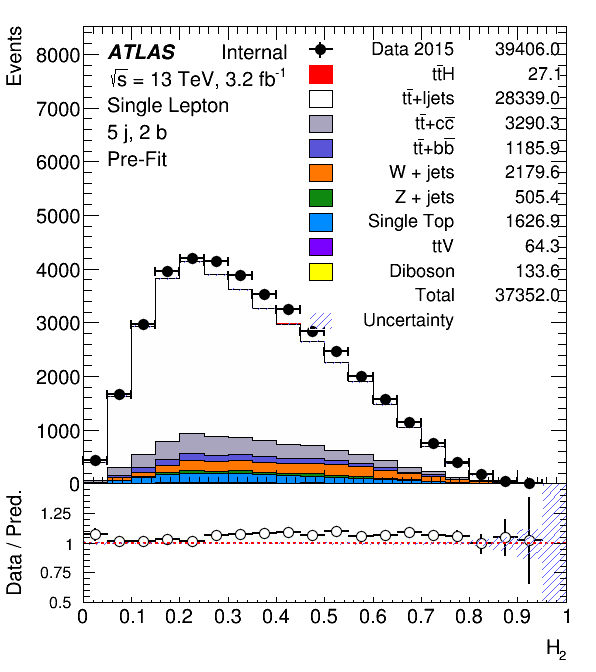 Events
8000
7000
6000
5000
4000
3000
2000
1000
0
ATLAS Internal
√s = 13 TeV, 3.2 fb⁻¹
Single Lepton
5 j, 2 b
Pre-Fit
Data 2015 39406.0
tt̄H 27.1
tt̄+ljets 28339.0
tt̄+cc̄ 3290.3
tt̄+bb̄ 1185.9
W + jets 2179.6
Z + jets 505.4
Single Top 1626.9
ttV 64.3
Diboson 133.6
Total 37352.0
Uncertainty
Data / Pred.
1.25
1
0.75
0.5
0 0.1 0.2 0.3 0.4 0.5 0.6 0.7 0.8 0.9 1
H₂